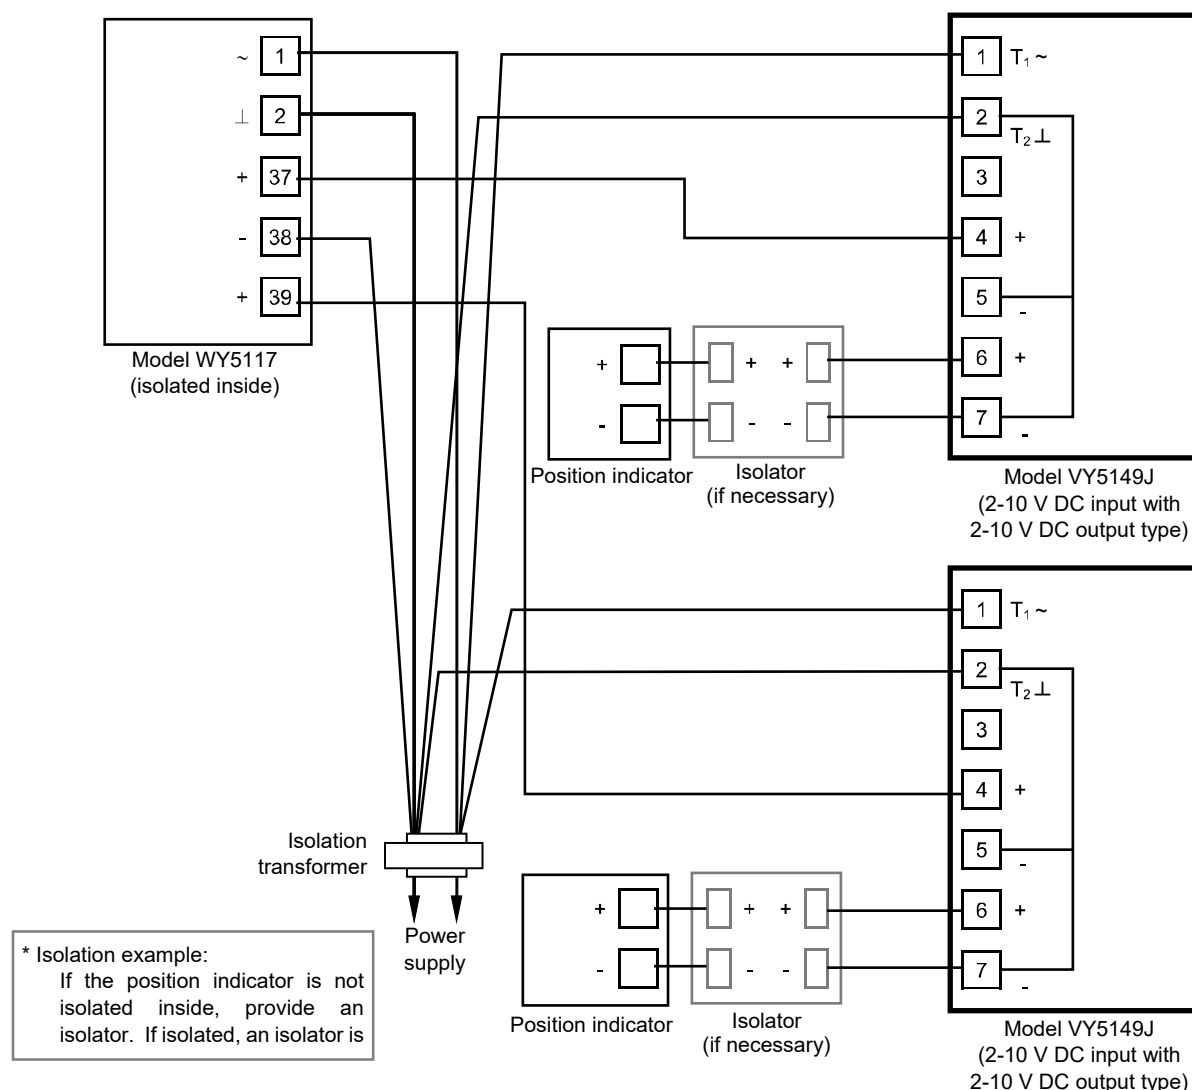 ~ 1
⊥ 2
+ 37
- 38
+ 39
Model WY5117
(isolated inside)
1 T₁ ~
2
T₂ ⊥
3
4 +
5
-
6 +
7
-
+ + +
- - -
Position indicator
Isolator
(if necessary)
Model VY5149J
(2-10 V DC input with
2-10 V DC output type)
1 T₁ ~
2
T₂ ⊥
3
4 +
5
-
6 +
7
-
Isolation
transformer
Power
supply
+ + +
- - -
Position indicator
Isolator
(if necessary)
Model VY5149J
(2-10 V DC input with
2-10 V DC output type)
* Isolation example:
If the position indicator is not
isolated inside, provide an
isolator. If isolated, an isolator is